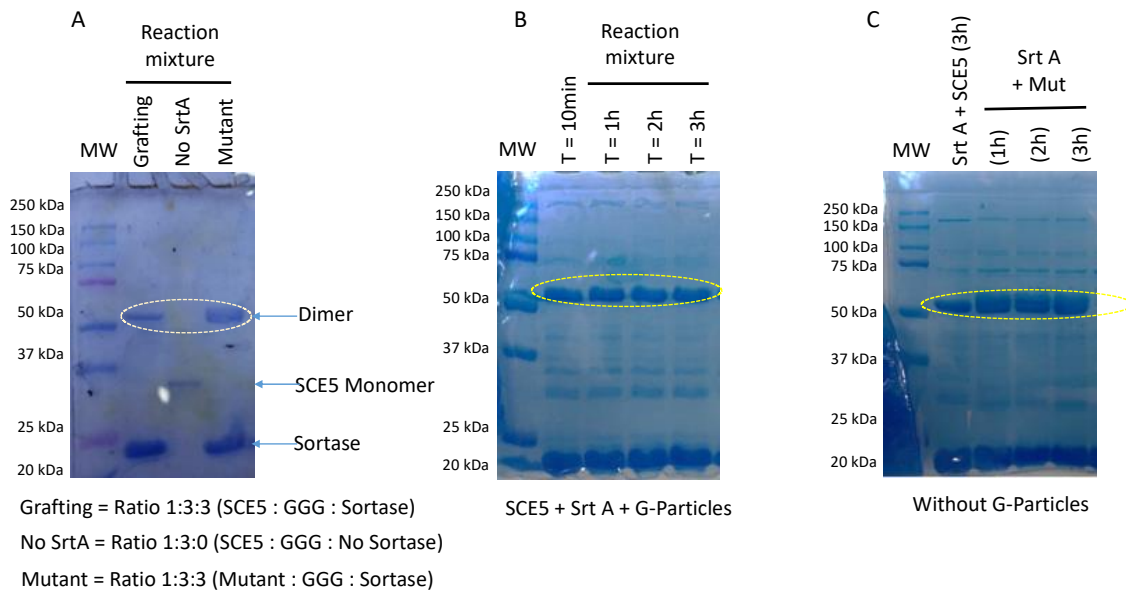 A
Reaction
mixture
Grafting
No SrtA
Mutant
MW
250 kDa
150 kDa
100 kDa
75 kDa
50 kDa
37 kDa
25 kDa
20 kDa
Dimer
SCE5 Monomer
Sortase
Grafting = Ratio 1:3:3 (SCE5 : GGG : Sortase)
No SrtA = Ratio 1:3:0 (SCE5 : GGG : No Sortase)
Mutant = Ratio 1:3:3 (Mutant : GGG : Sortase)
B
Reaction
mixture
T = 10min
T = 1h
T = 2h
T = 3h
MW
250 kDa
150 kDa
100 kDa
75 kDa
50 kDa
37 kDa
25 kDa
20 kDa
SCE5 + Srt A + G-Particles
C
Srt A + SCE5 (3h)
Srt A
+ Mut
(1h)
(2h)
(3h)
MW
250 kDa
150 kDa
100 kDa
75 kDa
50 kDa
37 kDa
25 kDa
20 kDa
Without G-Particles